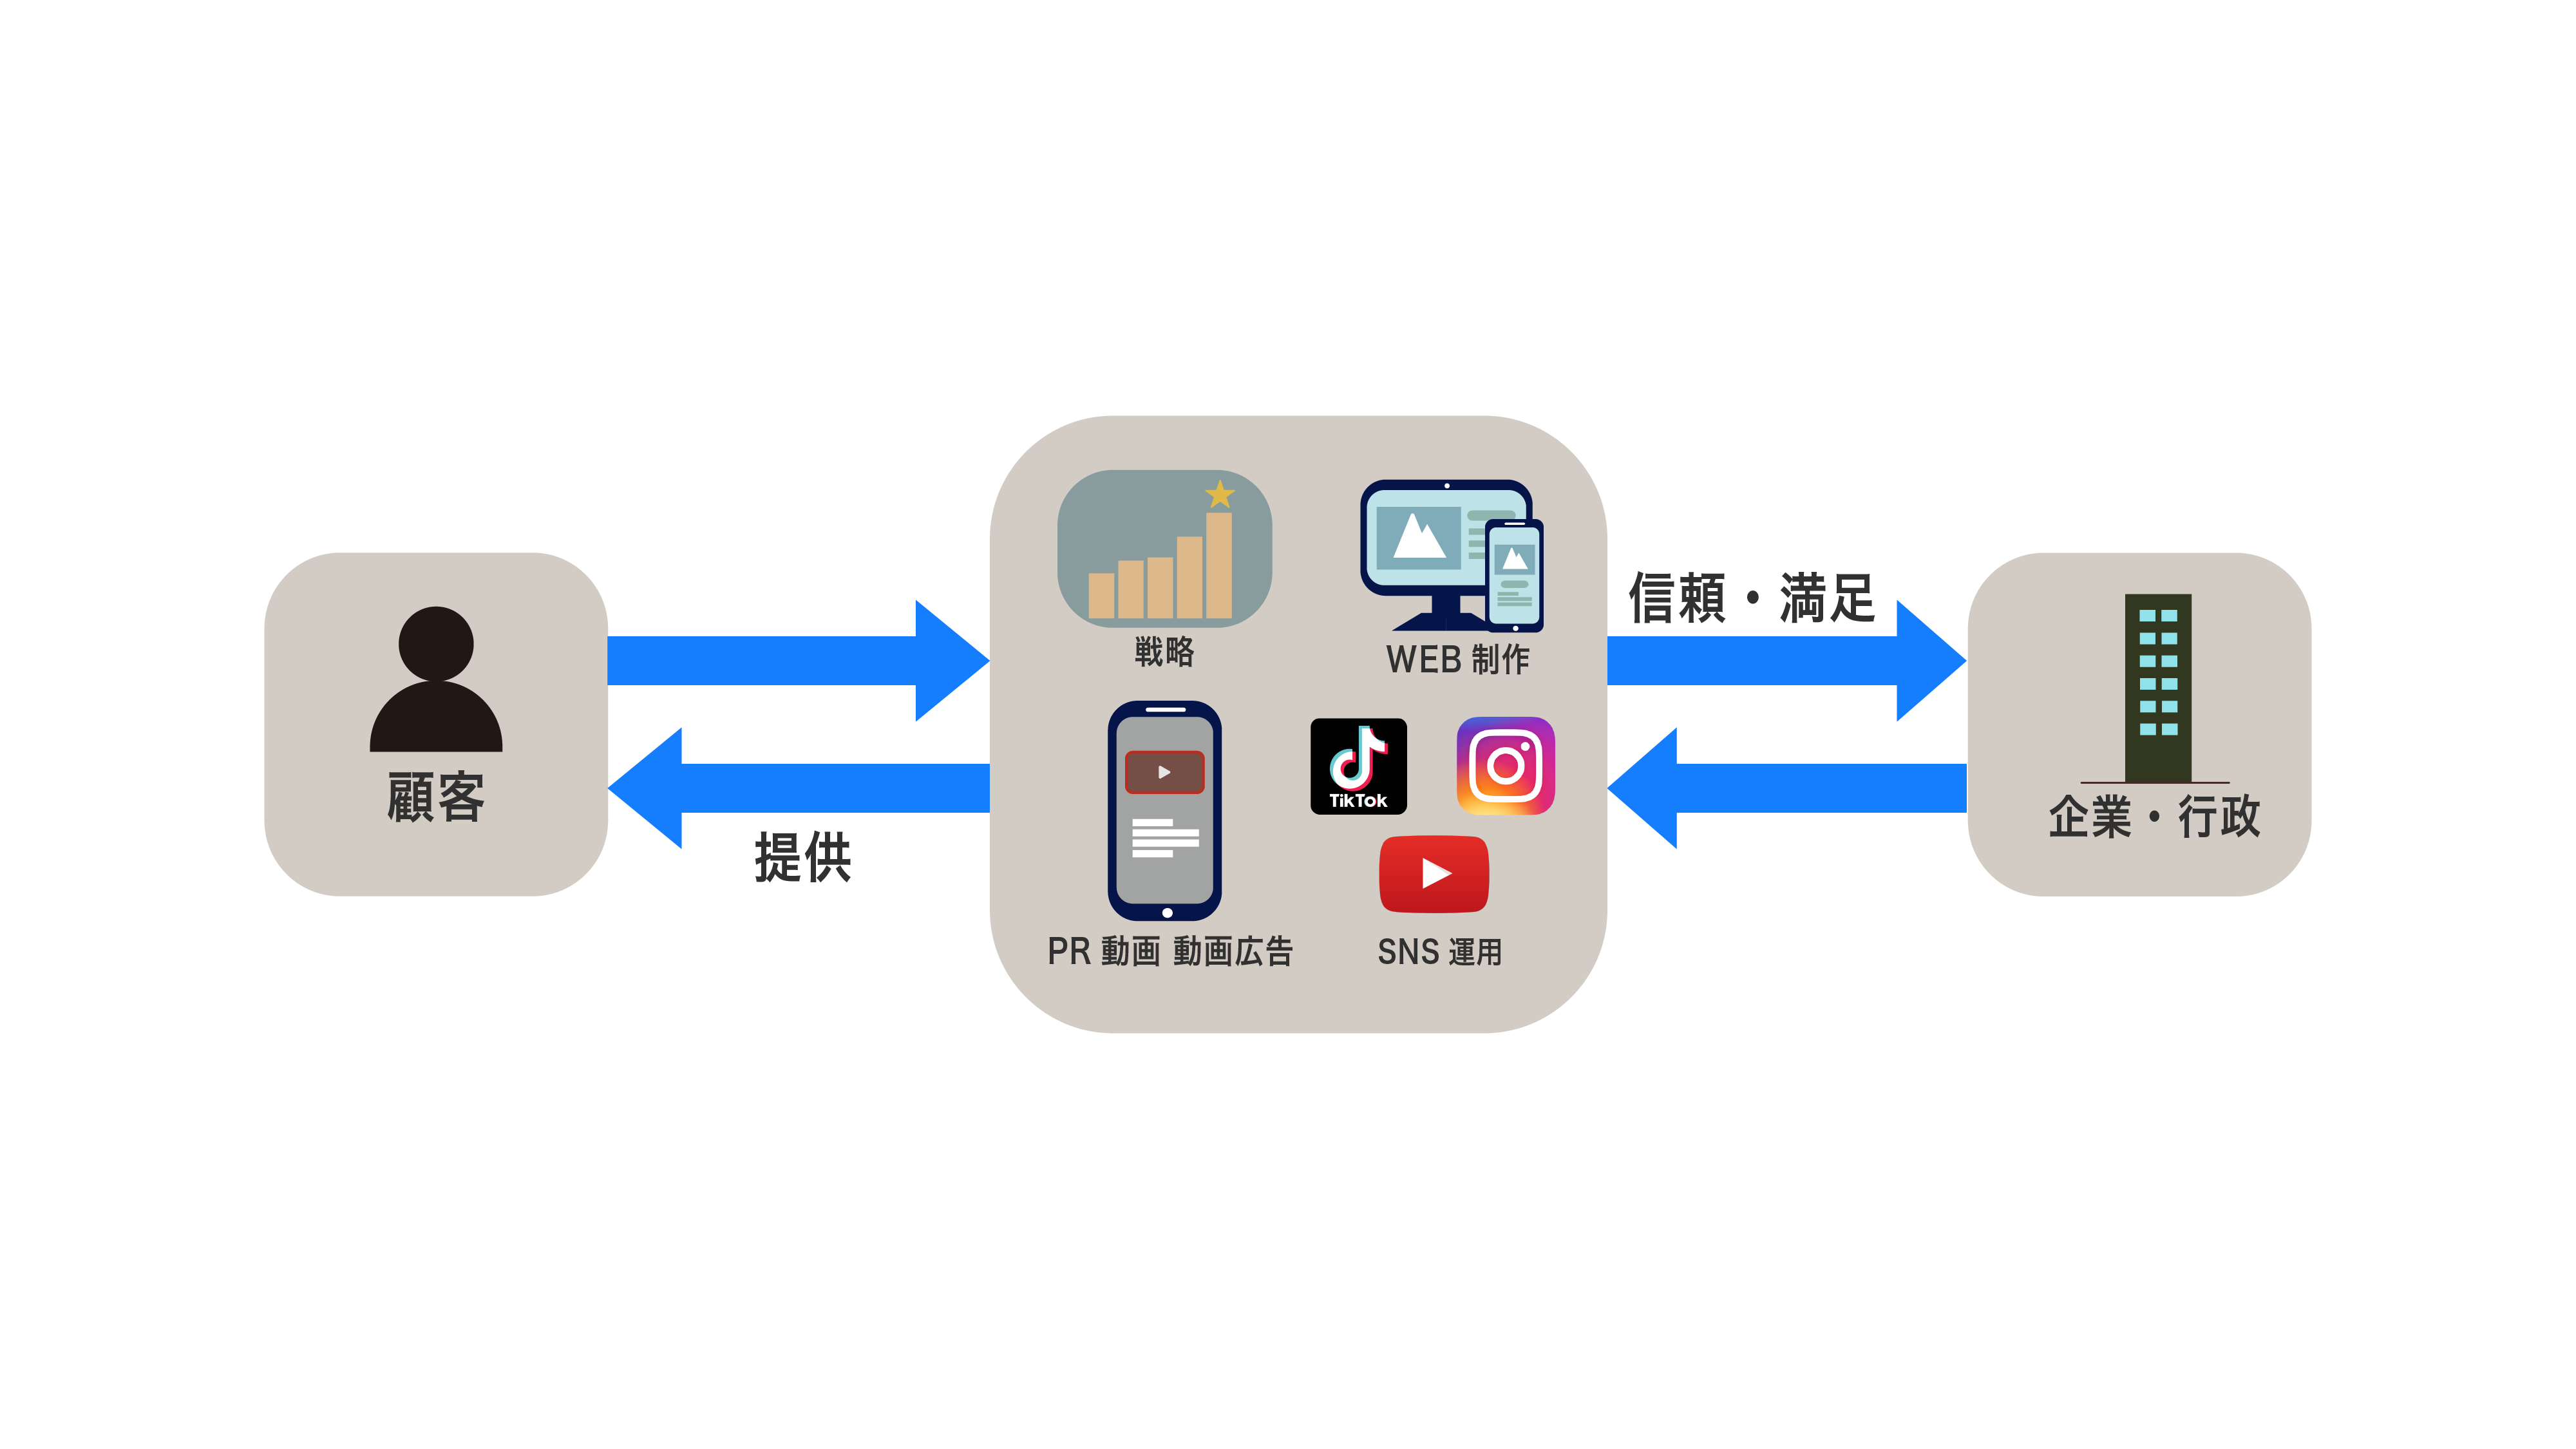 信頼・満足
戦略
WEB 制作
顧客
TikTok
企業・行政
提供
PR 動画 動画広告
SNS 運用